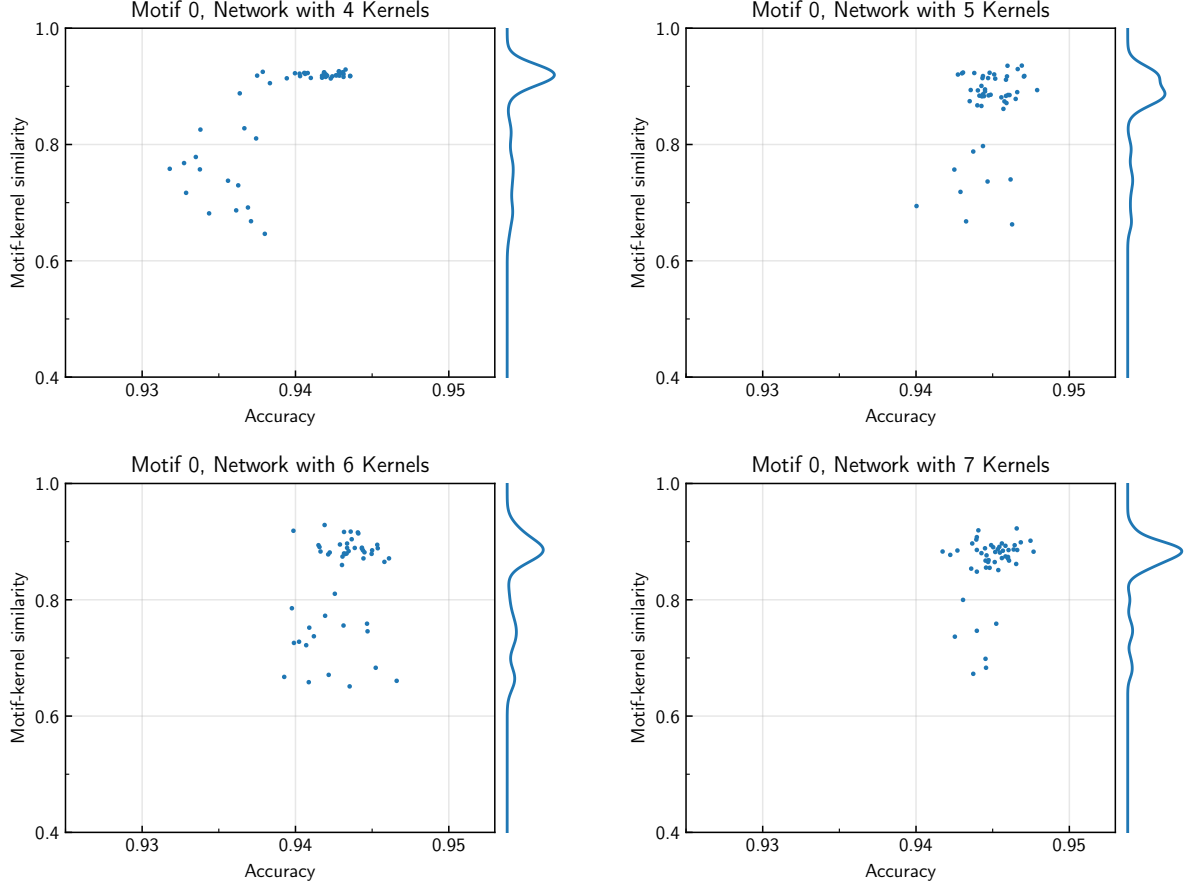 Motif 0, Network with 4 Kernels
1.0
0.8
0.6
0.4
Motif-kernel similarity
0.93 0.94 0.95
Accuracy
Motif 0, Network with 5 Kernels
1.0
0.8
0.6
0.4
Motif-kernel similarity
0.93 0.94 0.95
Accuracy
Motif 0, Network with 6 Kernels
1.0
0.8
0.6
0.4
Motif-kernel similarity
0.93 0.94 0.95
Accuracy
Motif 0, Network with 7 Kernels
1.0
0.8
0.6
0.4
Motif-kernel similarity
0.93 0.94 0.95
Accuracy